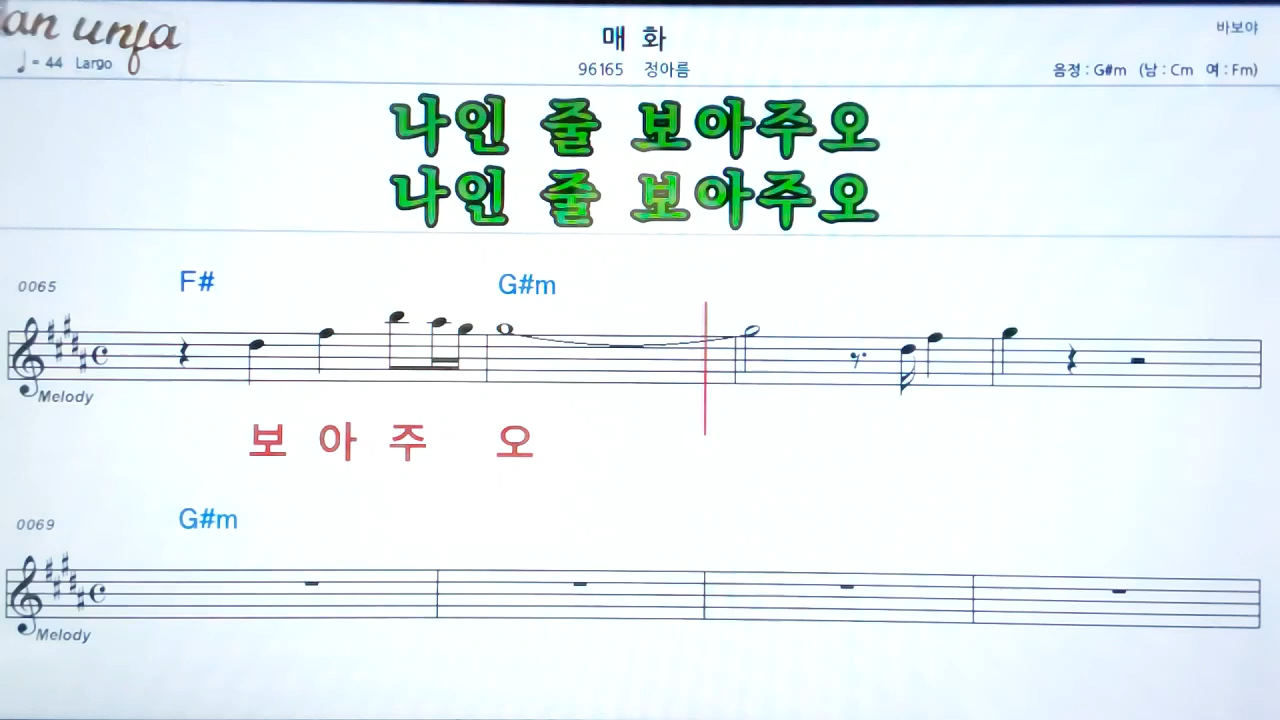 an unja
♩= 44 Largo
매 화
96165 정아름
바보야
음정 : G#m (남 : Cm 여 : Fm)
나인 줄 보아주오
나인 줄 보아주오
0065 F# G#m
Melody
보 아 주 오
0069 G#m
Melody